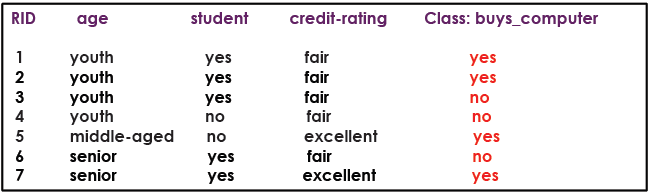 RID age student credit-rating Class: buys_computer
1 youth yes fair yes
2 youth yes fair yes
3 youth yes fair no
4 youth no fair no
5 middle-aged no excellent yes
6 senior yes fair no
7 senior yes excellent yes